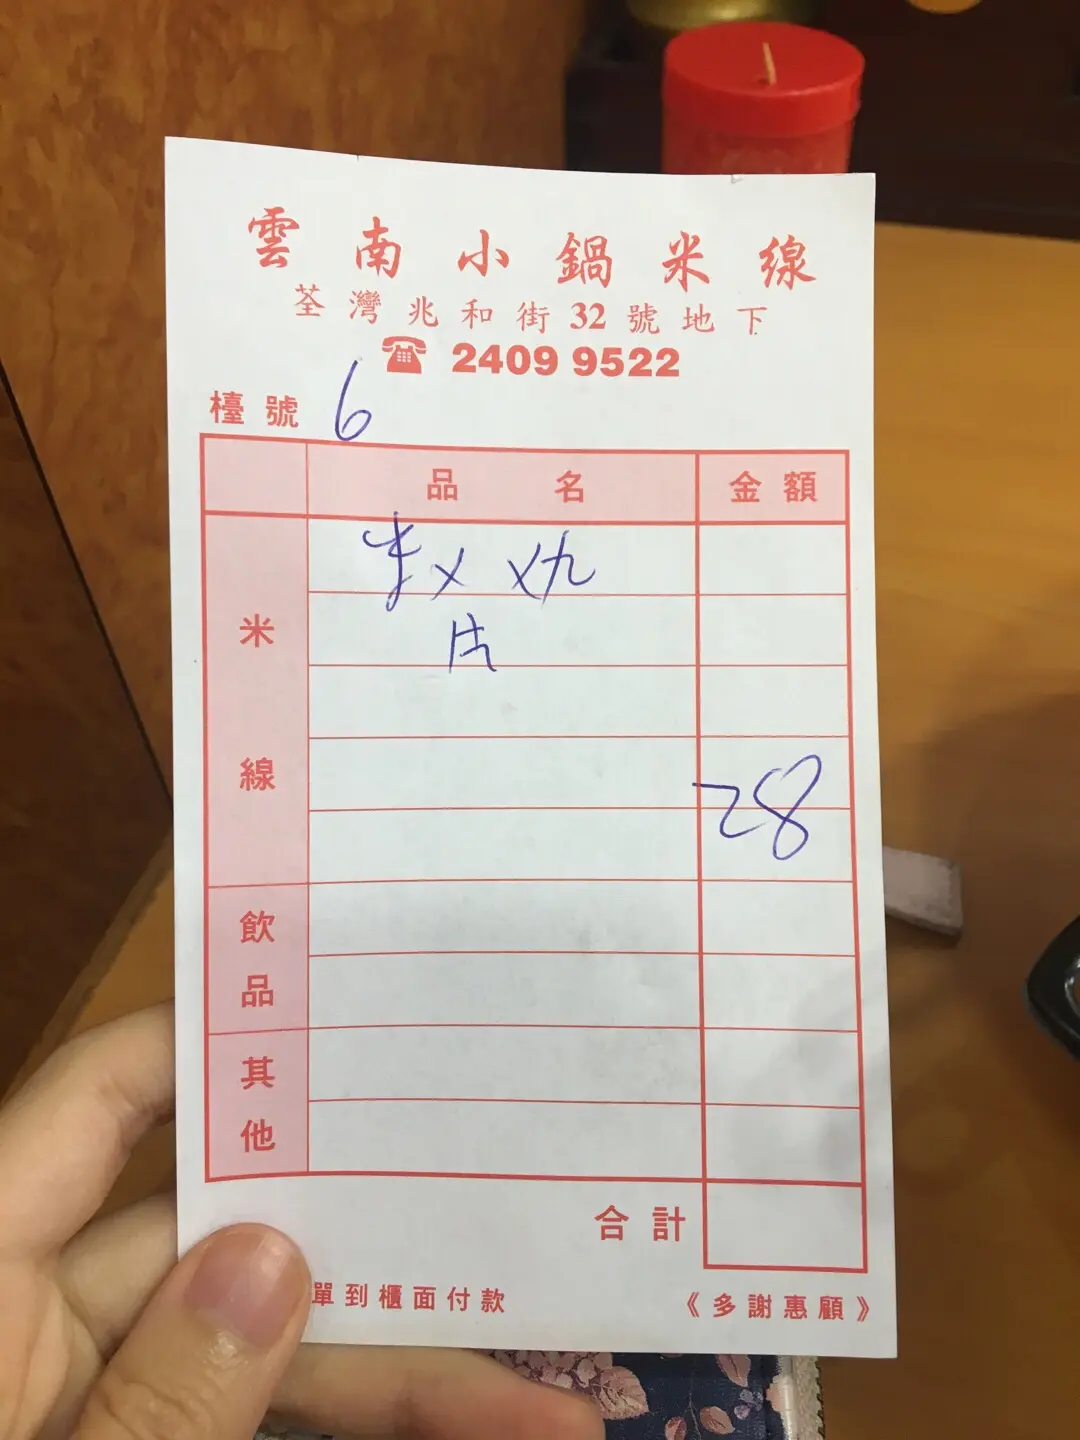 雲南小鍋米線
荃灣兆和街32號地下
☎ 2409 9522
檯號 6
品名 金額
米線
片
28
飲品
其他
合計
單到櫃面付款 《多謝惠顧》